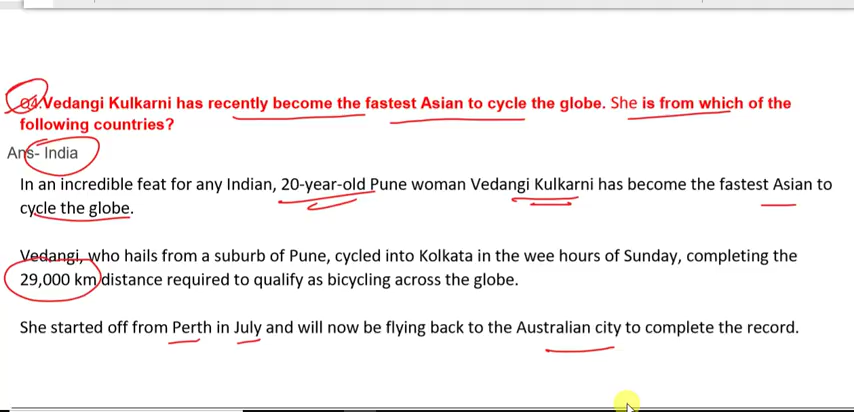 Q4.Vedangi Kulkarni has recently become the fastest Asian to cycle the globe. She is from which of the
following countries?
Ans- India
In an incredible feat for any Indian, 20-year-old Pune woman Vedangi Kulkarni has become the fastest Asian to
cycle the globe.
Vedangi, who hails from a suburb of Pune, cycled into Kolkata in the wee hours of Sunday, completing the
29,000 km distance required to qualify as bicycling across the globe.
She started off from Perth in July and will now be flying back to the Australian city to complete the record.